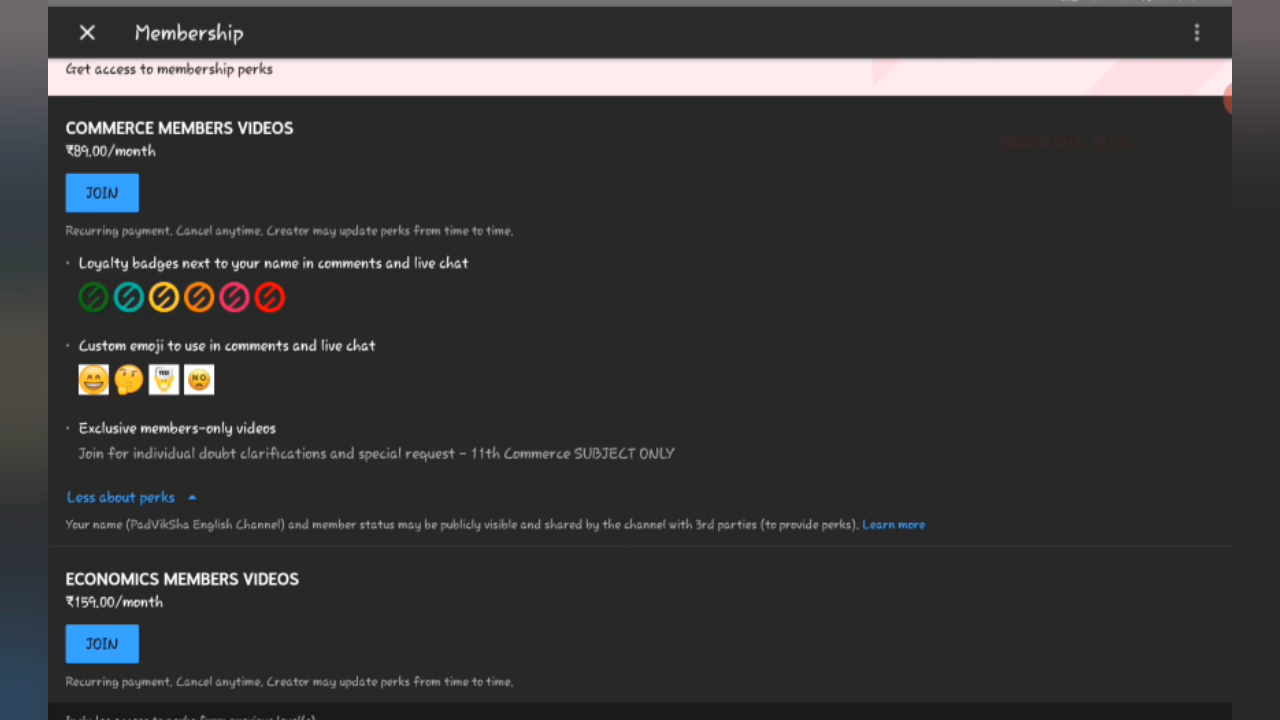 Membership
Get access to membership perks
COMMERCE MEMBERS VIDEOS
₹89.00/month
JOIN
Recurring payment. Cancel anytime. Creator may update perks from time to time.
· Loyalty badges next to your name in comments and live chat
· Custom emoji to use in comments and live chat
YES!
NO
· Exclusive members-only videos
Join for individual doubt clarifications and special request - 11th Commerce SUBJECT ONLY
Less about perks
Your name (PadVikSha English Channel) and member status may be publicly visible and shared by the channel with 3rd parties (to provide perks). Learn more
ECONOMICS MEMBERS VIDEOS
₹159.00/month
JOIN
Recurring payment. Cancel anytime. Creator may update perks from time to time.